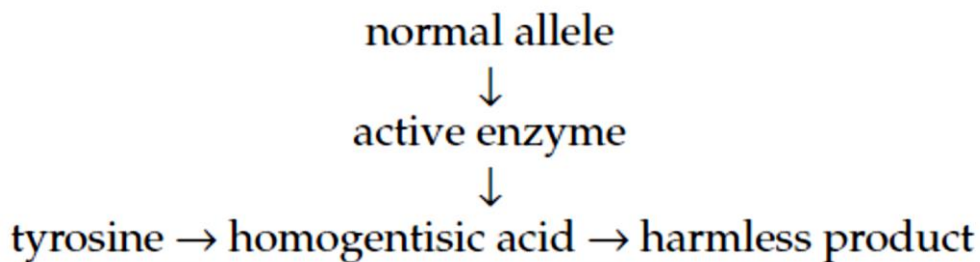 normal allele
↓
active enzyme
↓
tyrosine → homogentisic acid → harmless product